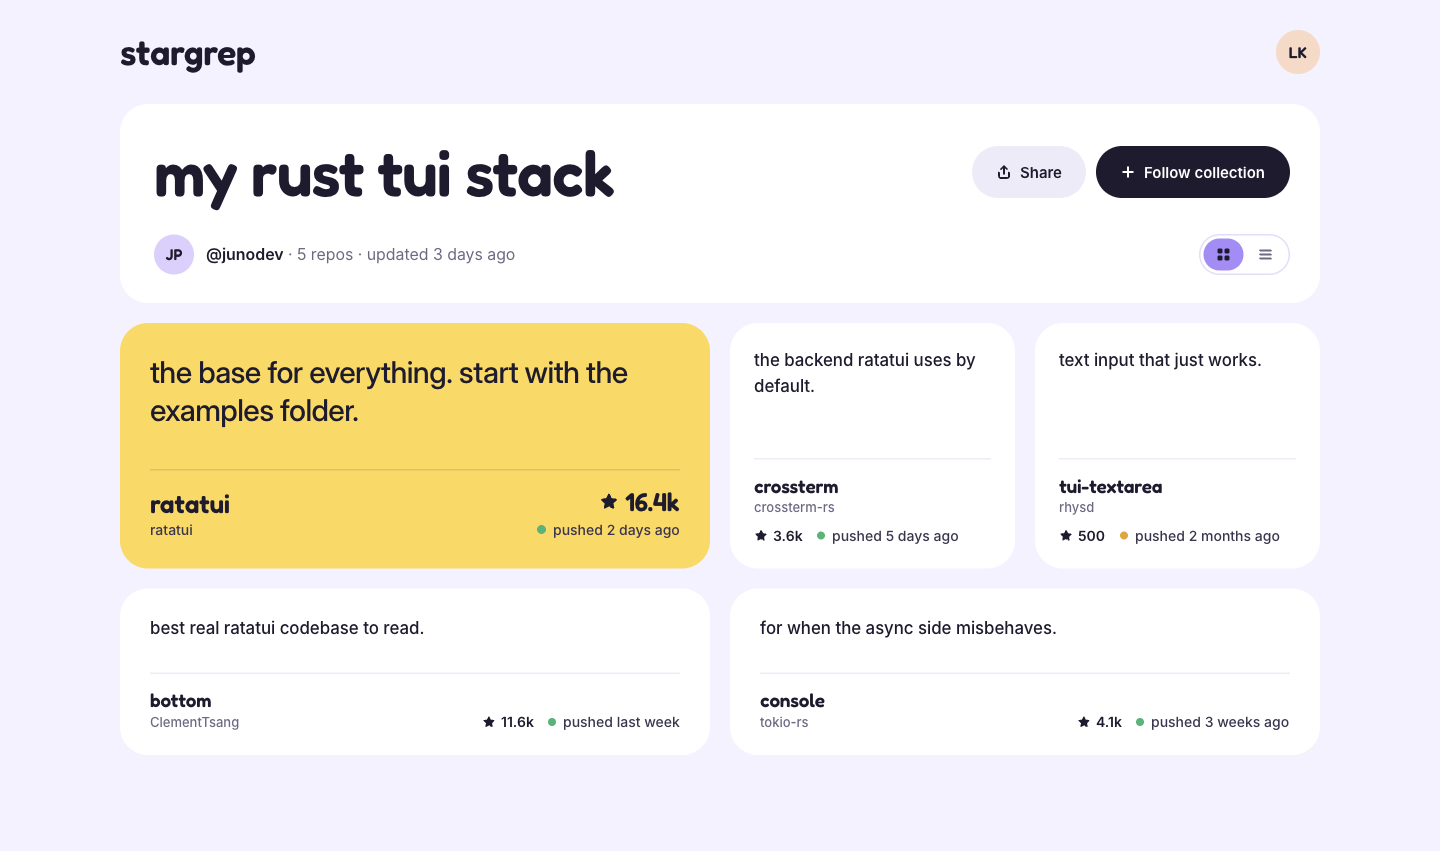 stargrep
LK
my rust tui stack
Share
Follow collection
JP
@junodev · 5 repos · updated 3 days ago
the base for everything. start with the
examples folder.
ratatui
16.4k
ratatui
pushed 2 days ago
the backend ratatui uses by
default.
crossterm
crossterm-rs
3.6k
pushed 5 days ago
text input that just works.
tui-textarea
rhysd
500
pushed 2 months ago
best real ratatui codebase to read.
bottom
ClementTsang
11.6k
pushed last week
for when the async side misbehaves.
console
tokio-rs
4.1k
pushed 3 weeks ago